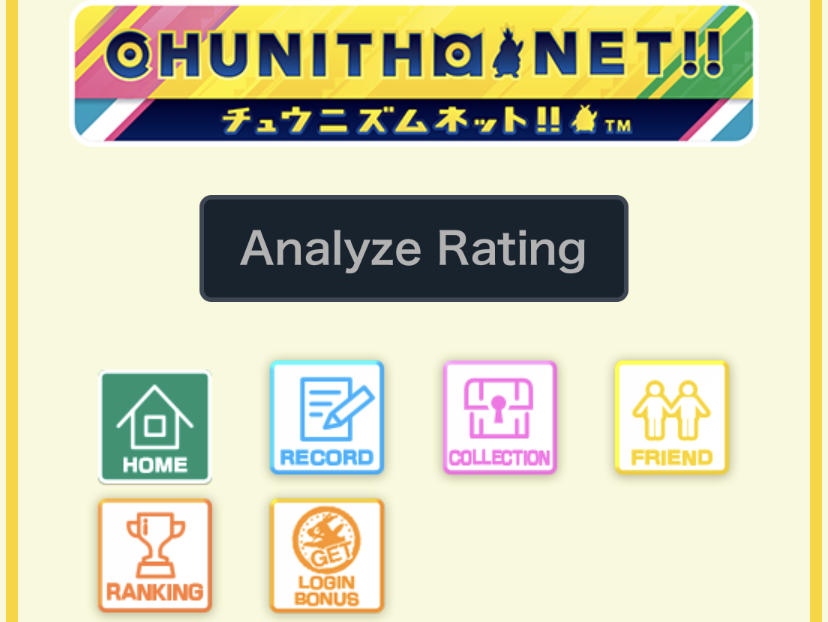 CHUNITHM NET!!
チュウニズムネット!! TM
Analyze Rating
HOME
RECORD
COLLECTION
FRIEND
RANKING
GET
LOGIN
BONUS